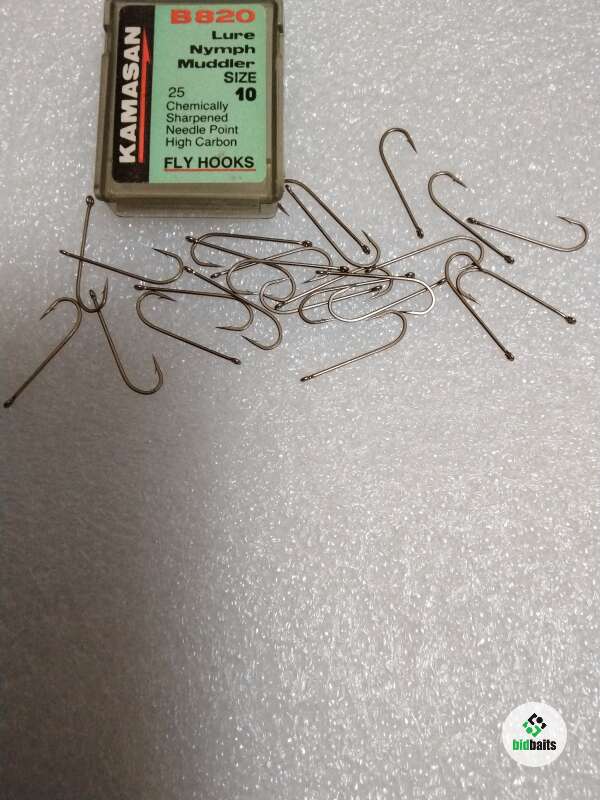 KAMASAN
B820
Lure
Nymph
Muddler
SIZE
25 10
Chemically
Sharpened
Needle Point
High Carbon
FLY HOOKS
bidbaits